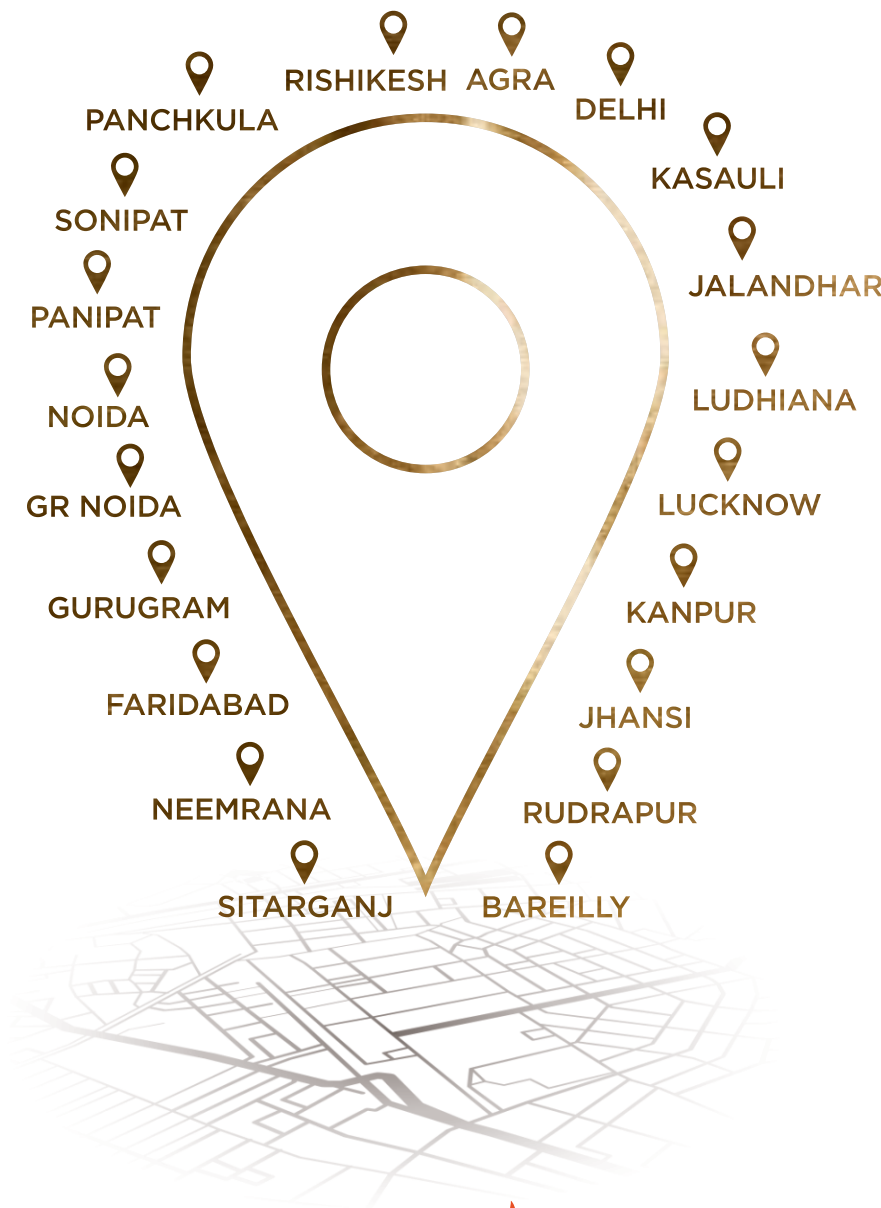 RISHIKESH
AGRA
DELHI
PANCHKULA
KASAULI
SONIPAT
JALANDHAR
PANIPAT
LUDHIANA
NOIDA
LUCKNOW
GR NOIDA
GURUGRAM
KANPUR
FARIDABAD
JHANSI
NEEMRANA
RUDRAPUR
SITARGANJ
BAREILLY